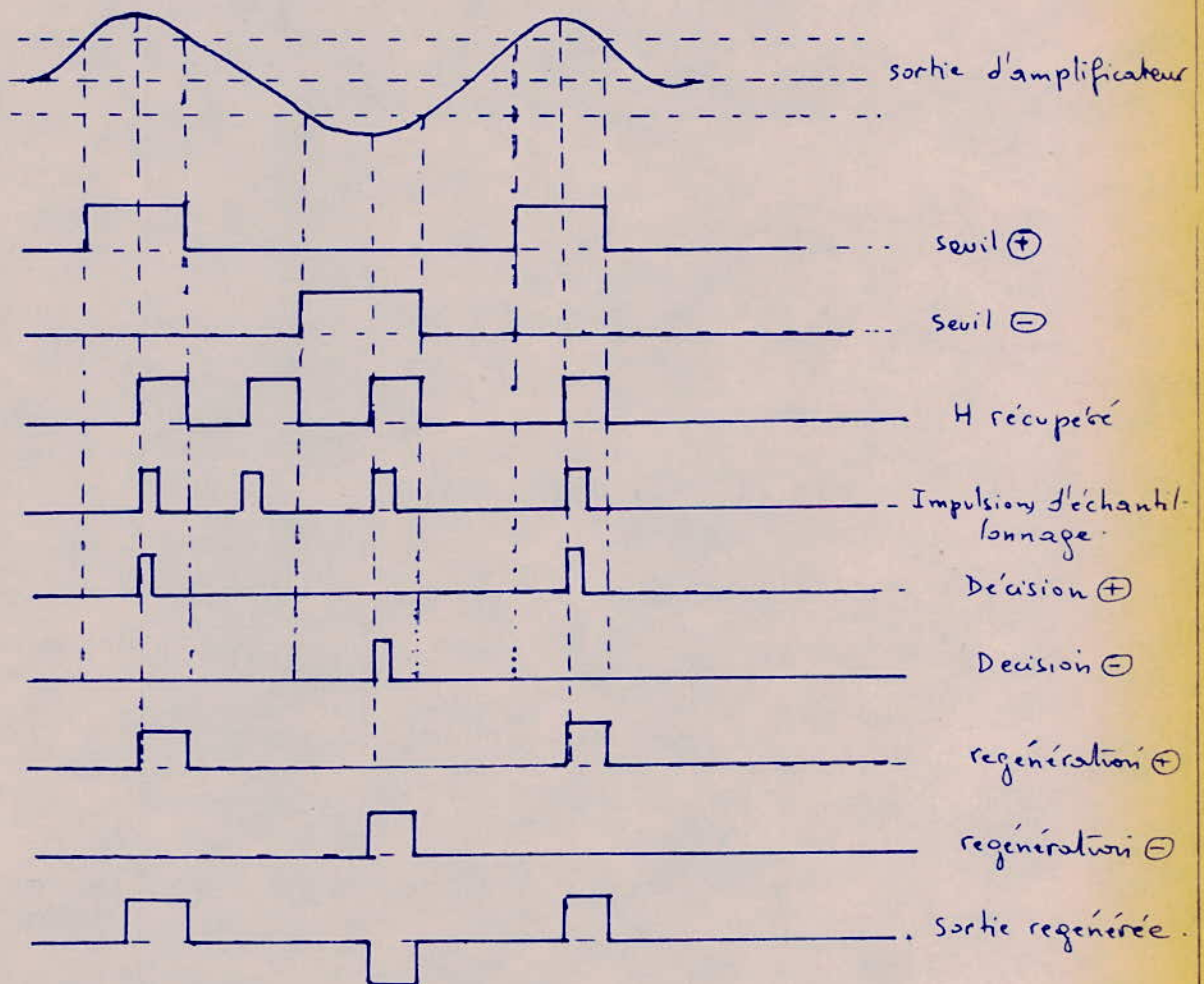 sortie d'amplificateur
seuil ⊕
seuil ⊖
H récupéré
Impulsions d'échantil-
lonnage.
Décision ⊕
Decision ⊖
regénération ⊕
regénération ⊖
Sortie regénérée.